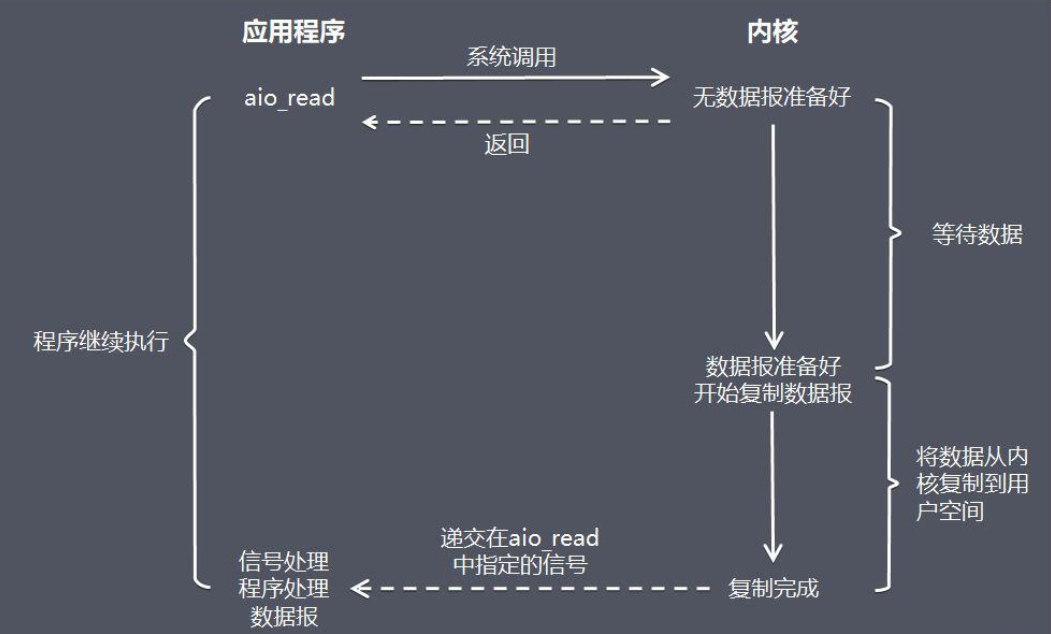 应用程序
内核
系统调用
aio_read
无数据报准备好
返回
等待数据
程序继续执行
数据报准备好
开始复制数据报
将数据从内
核复制到用
户空间
递交在aio_read
中指定的信号
信号处理
程序处理
数据报
复制完成